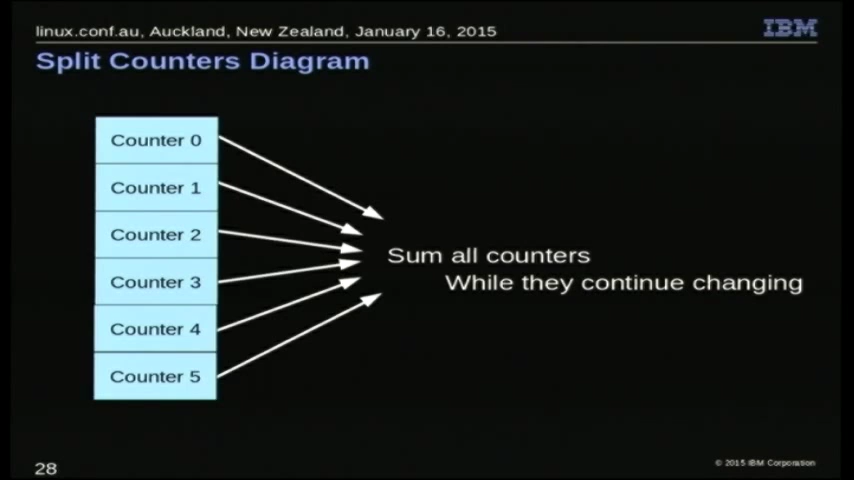 linux.conf.au, Auckland, New Zealand, January 16, 2015
IBM
Split Counters Diagram
Counter 0
Counter 1
Counter 2
Counter 3
Counter 4
Counter 5
Sum all counters
While they continue changing
28
© 2015 IBM Corporation